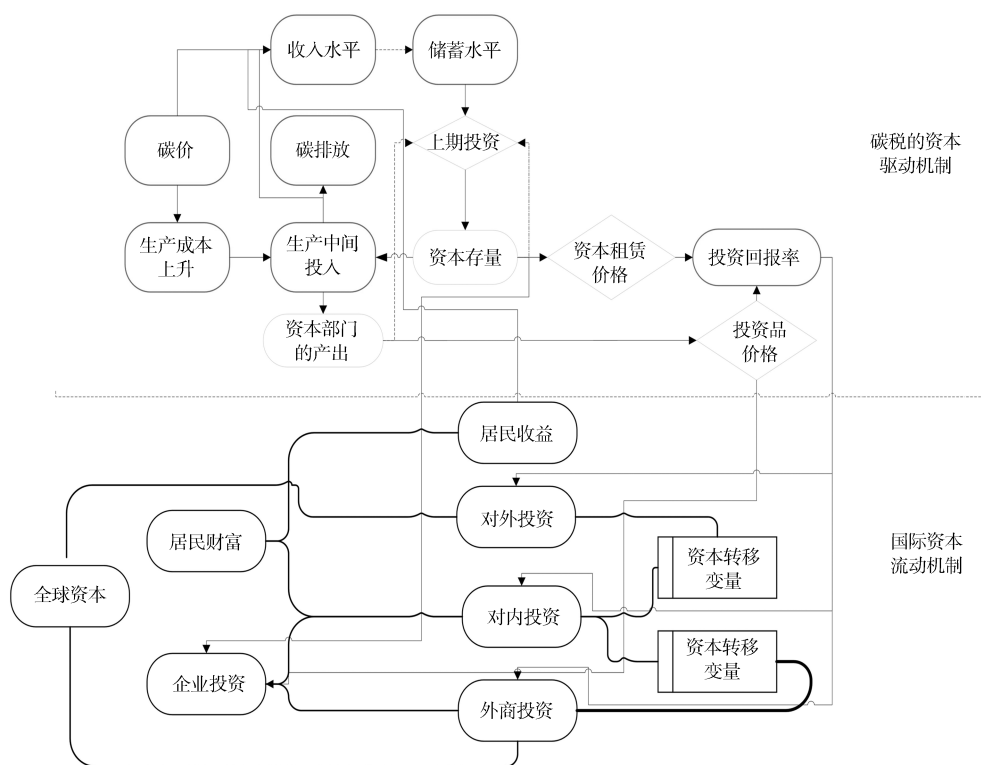 收入水平
储蓄水平
碳价
碳排放
上期投资
碳税的资本
驱动机制
生产成本
上升
生产中间
投入
资本存量
资本租赁
价格
投资回报率
资本部门
的产出
投资品
价格
居民收益
对外投资
居民财富
资本转移
变量
国际资本
流动机制
全球资本
对内投资
资本转移
变量
企业投资
外商投资